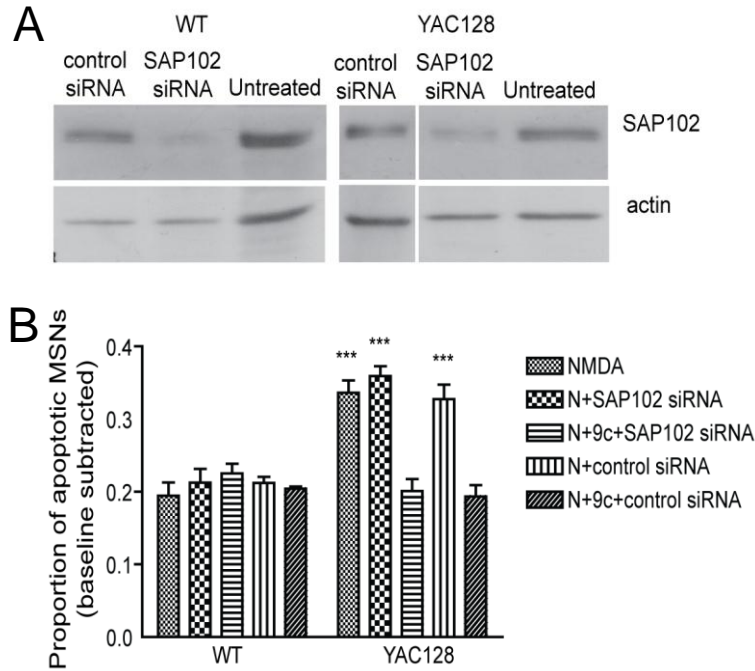 A
WT
YAC128
control
siRNA
SAP102
siRNA
Untreated
control
siRNA
SAP102
siRNA
Untreated
SAP102
actin
B
Proportion of apoptotic MSNs
(baseline subtracted)
0.4
0.3
0.2
0.1
0.0
***
***
***
WT
YAC128
NMDA
N+SAP102 siRNA
N+9c+SAP102 siRNA
N+control siRNA
N+9c+control siRNA